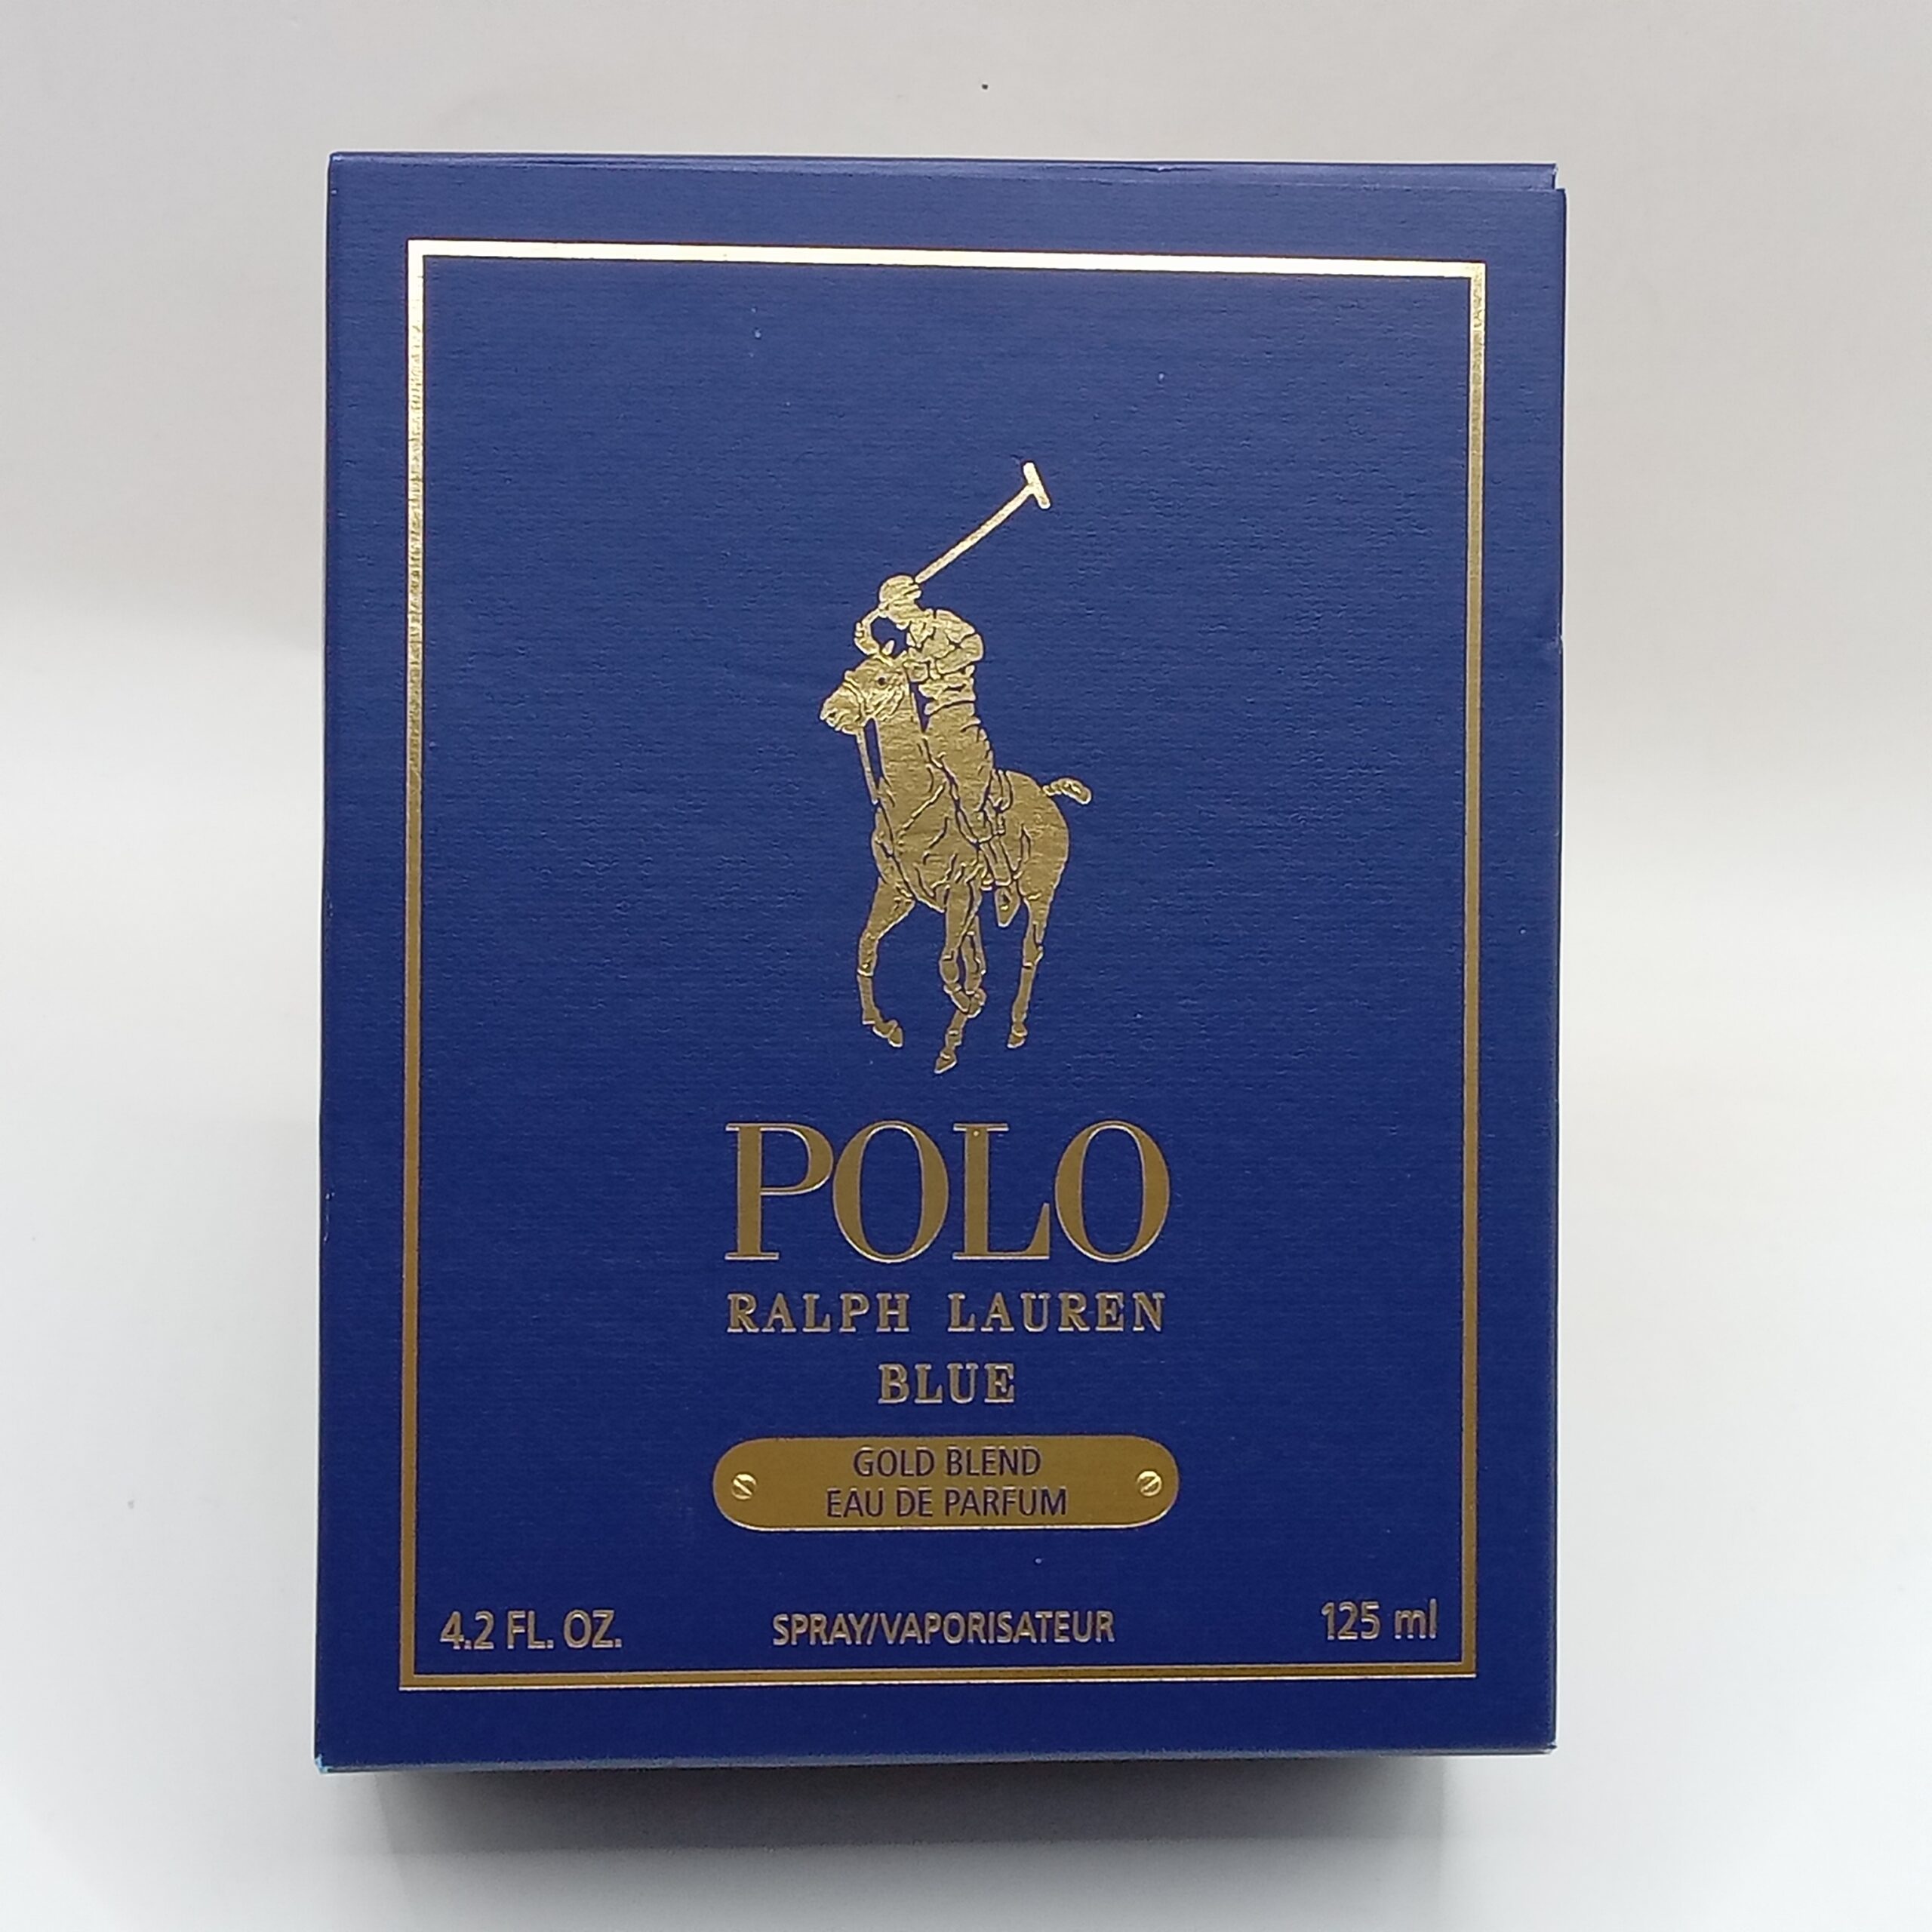 POLO
RALPH LAUREN
BLUE
GOLD BLEND
EAU DE PARFUM
4.2 FL. OZ. SPRAY/VAPORISATEUR 125 ml